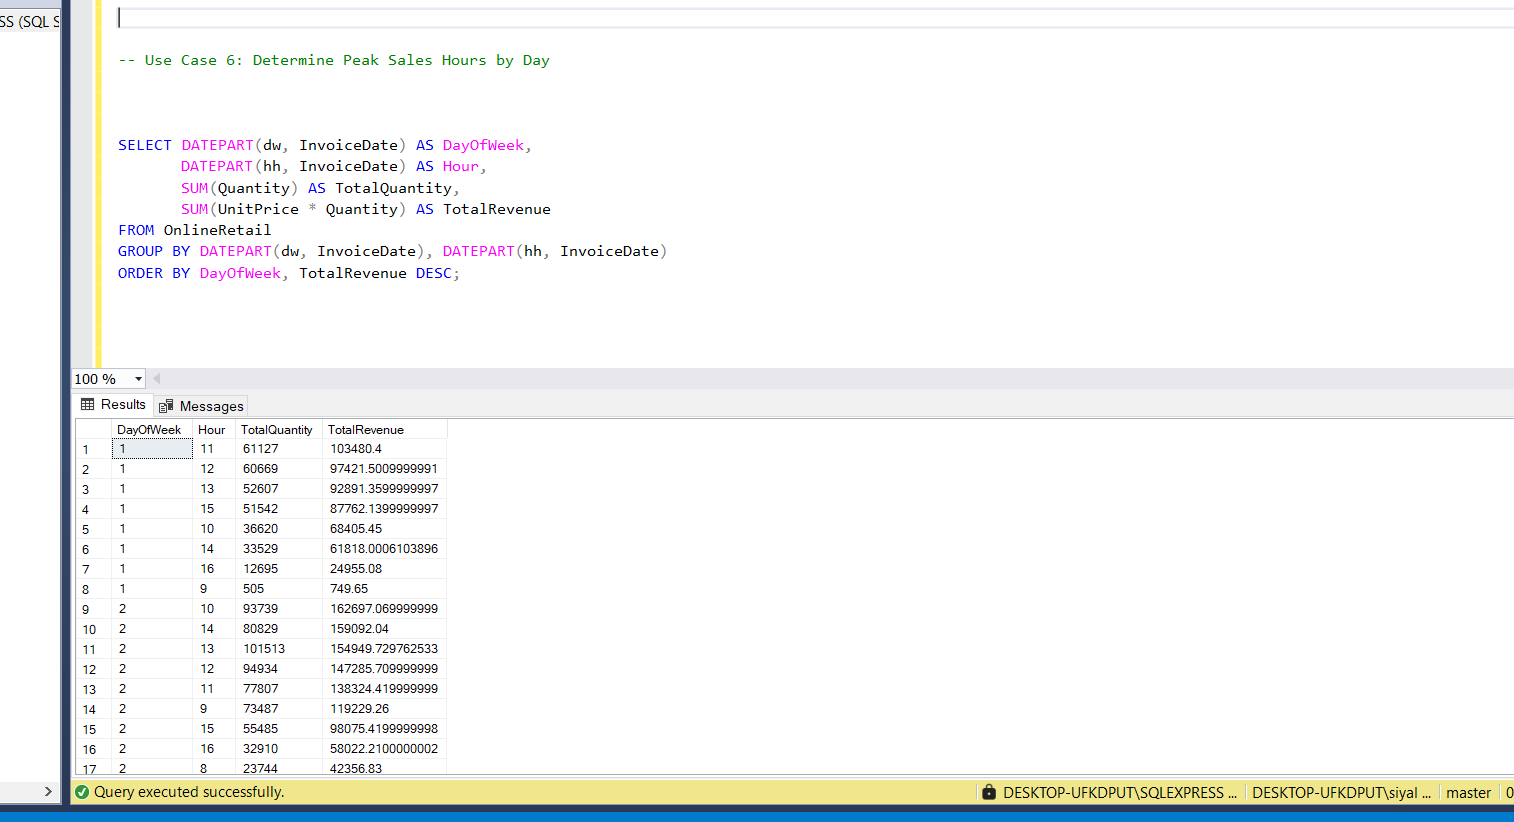 SS (SQL S
-- Use Case 6: Determine Peak Sales Hours by Day
SELECT DATEPART(dw, InvoiceDate) AS DayOfWeek,
DATEPART(hh, InvoiceDate) AS Hour,
SUM(Quantity) AS TotalQuantity,
SUM(UnitPrice * Quantity) AS TotalRevenue
FROM OnlineRetail
GROUP BY DATEPART(dw, InvoiceDate), DATEPART(hh, InvoiceDate)
ORDER BY DayOfWeek, TotalRevenue DESC;
100 %
Results Messages
DayOfWeek Hour TotalQuantity TotalRevenue
1 1 11 61127 103480.4
2 1 12 60669 97421.5009999991
3 1 13 52607 92891.3599999997
4 1 15 51542 87762.1399999997
5 1 10 36620 68405.45
6 1 14 33529 61818.0006103896
7 1 16 12695 24955.08
8 1 9 505 749.65
9 2 10 93739 162697.069999999
10 2 14 80829 159092.04
11 2 13 101513 154949.729762533
12 2 12 94934 147285.709999999
13 2 11 77807 138324.419999999
14 2 9 73487 119229.26
15 2 15 55485 98075.4199999998
16 2 16 32910 58022.2100000002
17 2 8 23744 42356.83
Query executed successfully. DESKTOP-UFKDPUT\SQLEXPRESS ... DESKTOP-UFKDPUT\siyal ... master 0